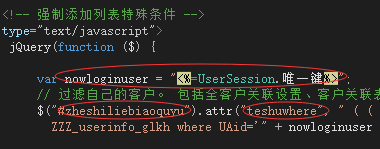 <!-- 强制添加列表特殊条件 -->
type="text/javascript">
jQuery(function ($) {
var nowloginuser = "<%=UserSession.唯一键%>";
// 过滤自己的客户。 包括全客户关联设置、客户关联表
$("#zheshiliebiaoquyu").attr("teshuwhere", " ( (
ZZZ_userinfo_glkh where UAid='" + nowloginuser